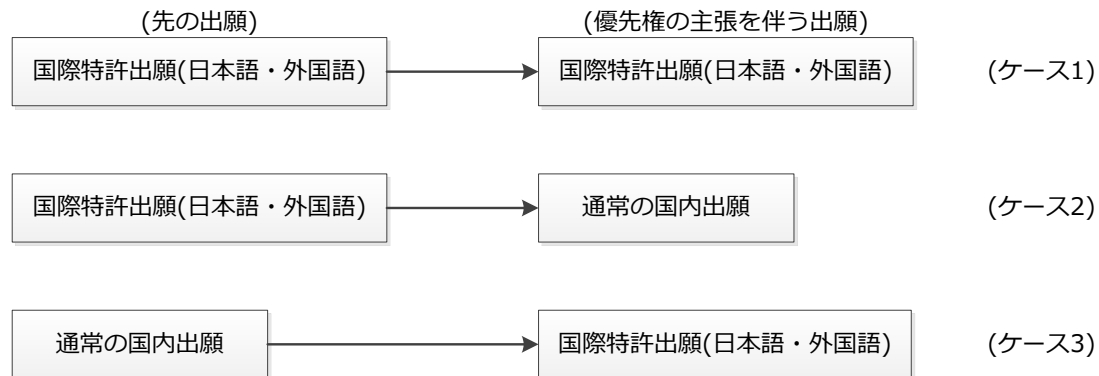 (先の出願) (優先権の主張を伴う出願)
国際特許出願(日本語・外国語) 国際特許出願(日本語・外国語) (ケース1)
国際特許出願(日本語・外国語) 通常の国内出願 (ケース2)
通常の国内出願 国際特許出願(日本語・外国語) (ケース3)